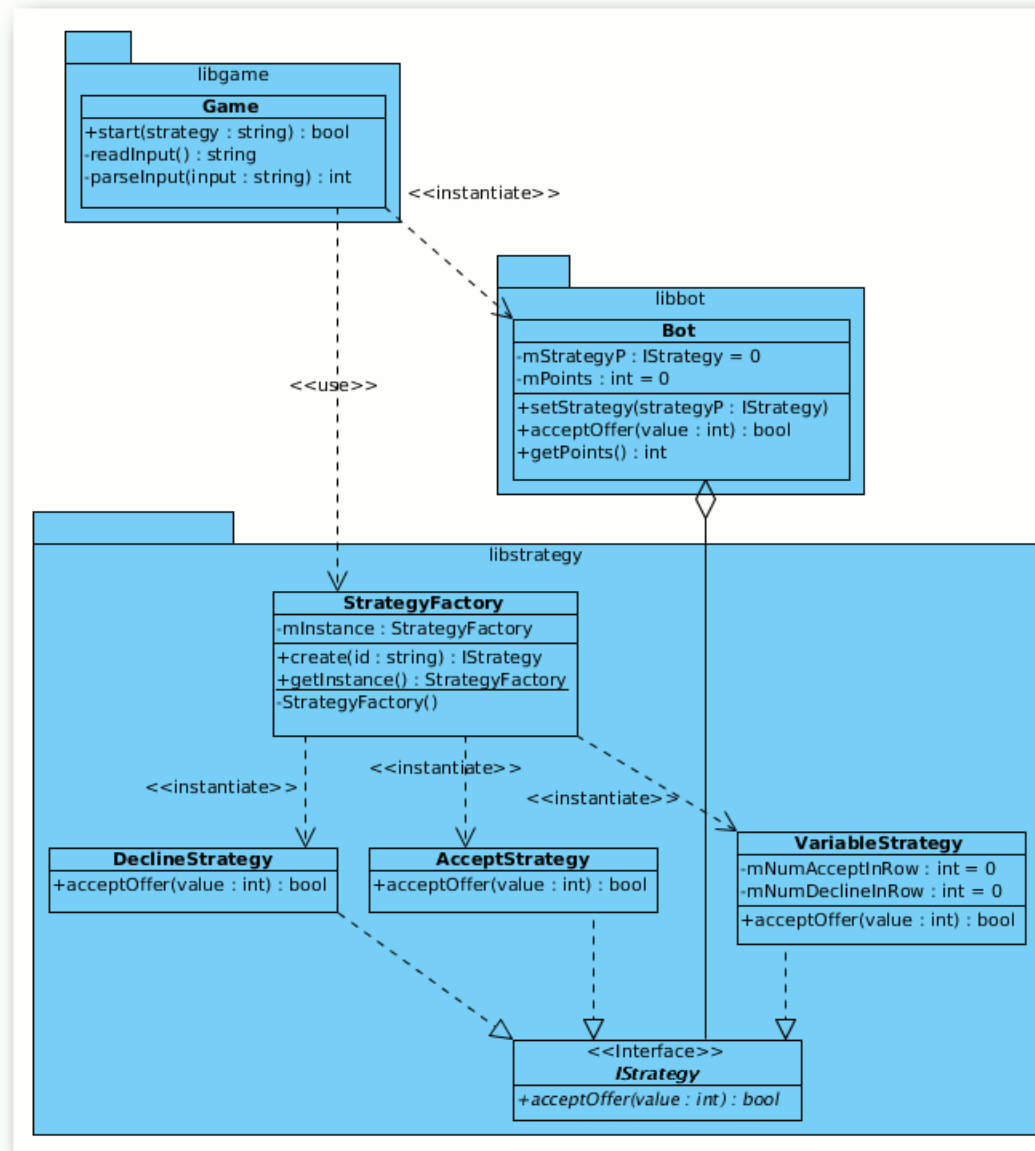 libgame
Game
+start(strategy : string) : bool
-readInput() : string
-parseInput(input : string) : int
<<instantiate>>
libbot
Bot
-mStrategyP : IStrategy = 0
-mPoints : int = 0
+setStrategy(strategyP : IStrategy)
+acceptOffer(value : int) : bool
+getPoints() : int
<<use>>
libstrategy
StrategyFactory
-mInstance : StrategyFactory
+create(id : string) : IStrategy
+getInstance() : StrategyFactory
-StrategyFactory()
<<instantiate>>
<<instantiate>>
<<instantiate>>
DeclineStrategy
+acceptOffer(value : int) : bool
AcceptStrategy
+acceptOffer(value : int) : bool
VariableStrategy
-mNumAcceptInRow : int = 0
-mNumDeclineInRow : int = 0
+acceptOffer(value : int) : bool
<<Interface>>
IStrategy
+acceptOffer(value : int) : bool